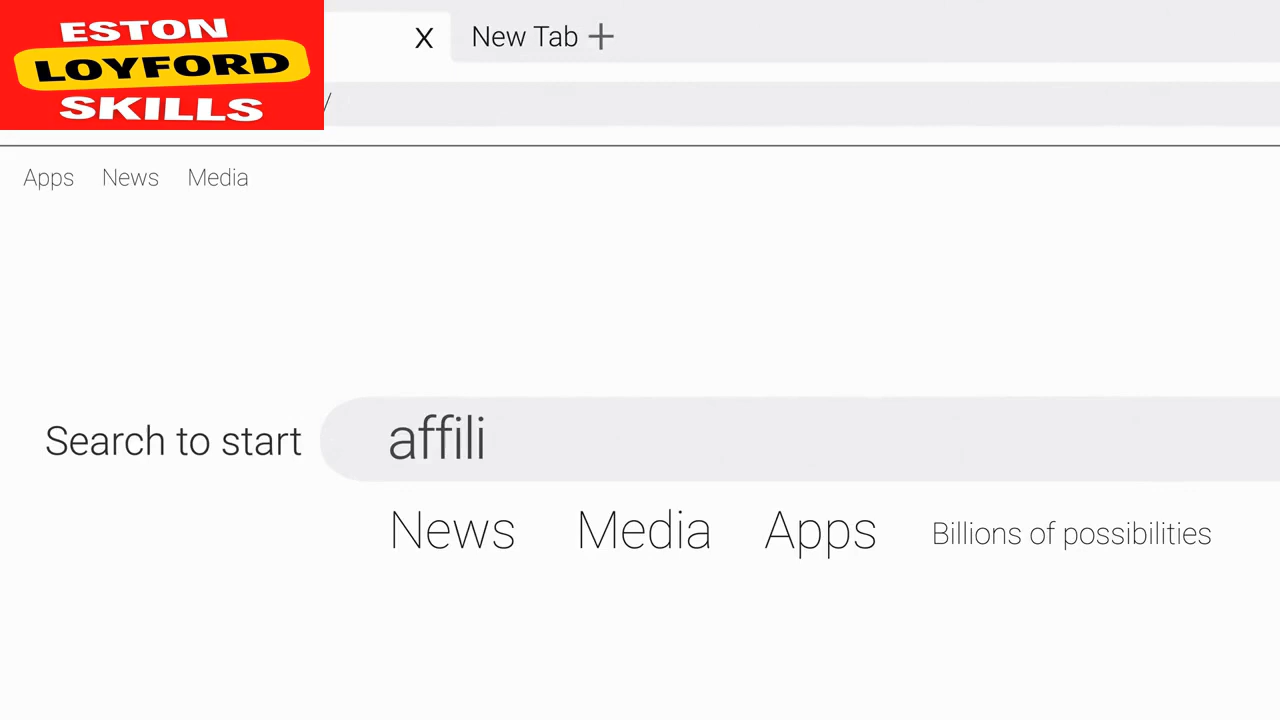 ESTON
LOYFORD
SKILLS
X
New Tab +
/
Apps News Media
Search to start affili
News Media Apps Billions of possibilities